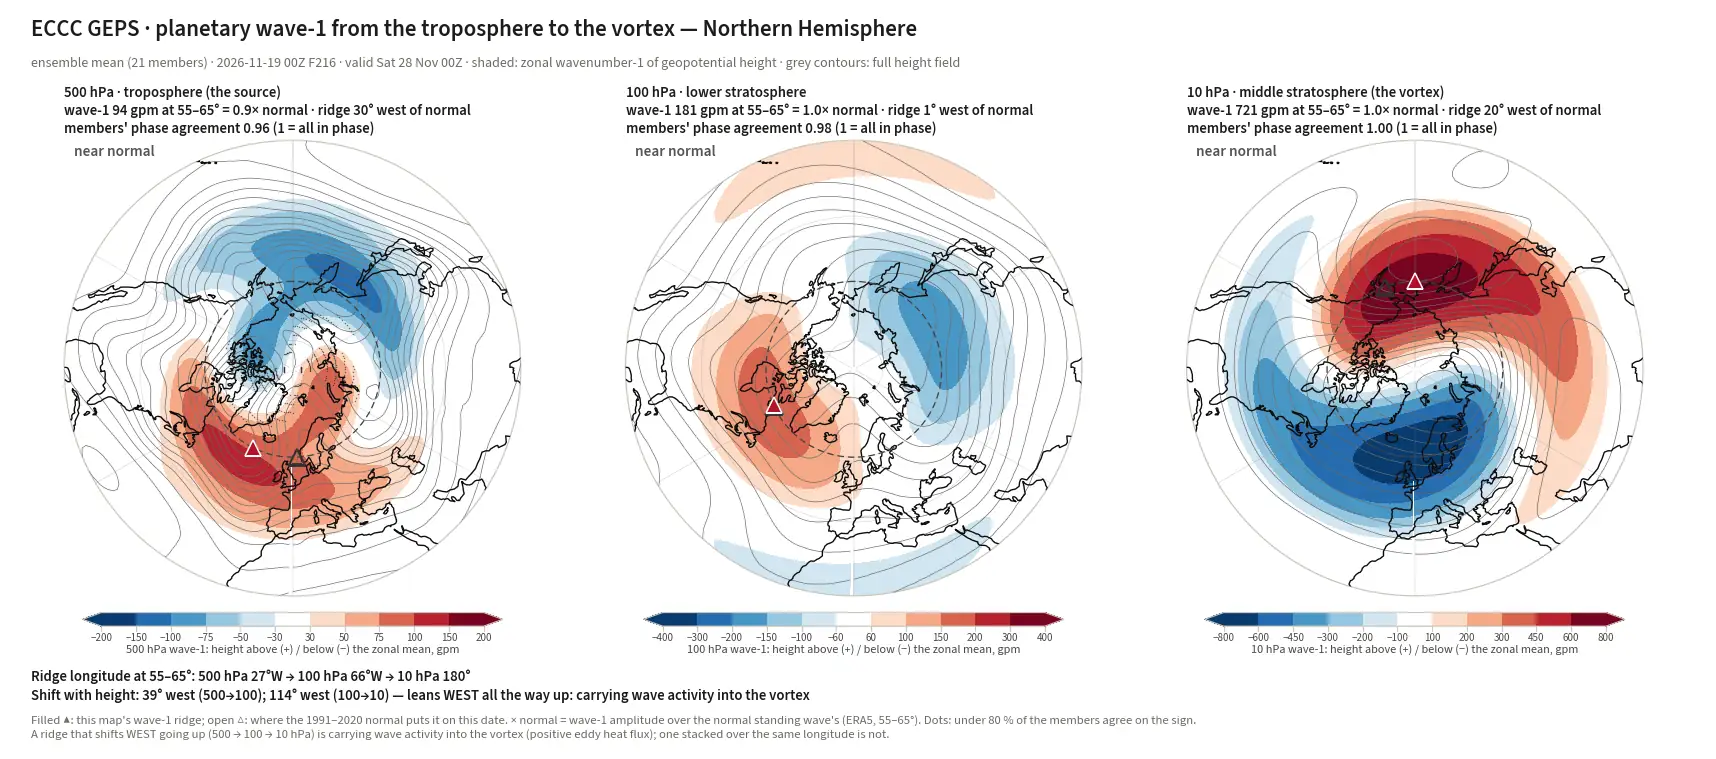 ECCC GEPS · planetary wave-1 from the troposphere to the vortex — Northern Hemisphere
ensemble mean (21 members) · 2026-11-19 00Z F216 · valid Sat 28 Nov 00Z · shaded: zonal wavenumber-1 of geopotential height · grey contours: full height field
500 hPa · troposphere (the source)
wave-1 94 gpm at 55–65° = 0.9× normal · ridge 30° west of normal
members' phase agreement 0.96 (1 = all in phase)
near normal
100 hPa · lower stratosphere
wave-1 181 gpm at 55–65° = 1.0× normal · ridge 1° west of normal
members' phase agreement 0.98 (1 = all in phase)
near normal
10 hPa · middle stratosphere (the vortex)
wave-1 721 gpm at 55–65° = 1.0× normal · ridge 20° west of normal
members' phase agreement 1.00 (1 = all in phase)
near normal
−200 −150 −100 −75 −50 −30 30 50 75 100 150 200
500 hPa wave-1: height above (+) / below (−) the zonal mean, gpm
−400 −300 −200 −150 −100 −60 60 100 150 200 300 400
100 hPa wave-1: height above (+) / below (−) the zonal mean, gpm
−800 −600 −450 −300 −200 −100 100 200 300 450 600 800
10 hPa wave-1: height above (+) / below (−) the zonal mean, gpm
Ridge longitude at 55–65°: 500 hPa 27°W → 100 hPa 66°W → 10 hPa 180°
Shift with height: 39° west (500→100); 114° west (100→10) — leans WEST all the way up: carrying wave activity into the vortex
Filled ▲: this map's wave-1 ridge; open △: where the 1991–2020 normal puts it on this date. × normal = wave-1 amplitude over the normal standing wave's (ERA5, 55–65°). Dots: under 80 % of the members agree on the sign.
A ridge that shifts WEST going up (500 → 100 → 10 hPa) is carrying wave activity into the vortex (positive eddy heat flux); one stacked over the same longitude is not.